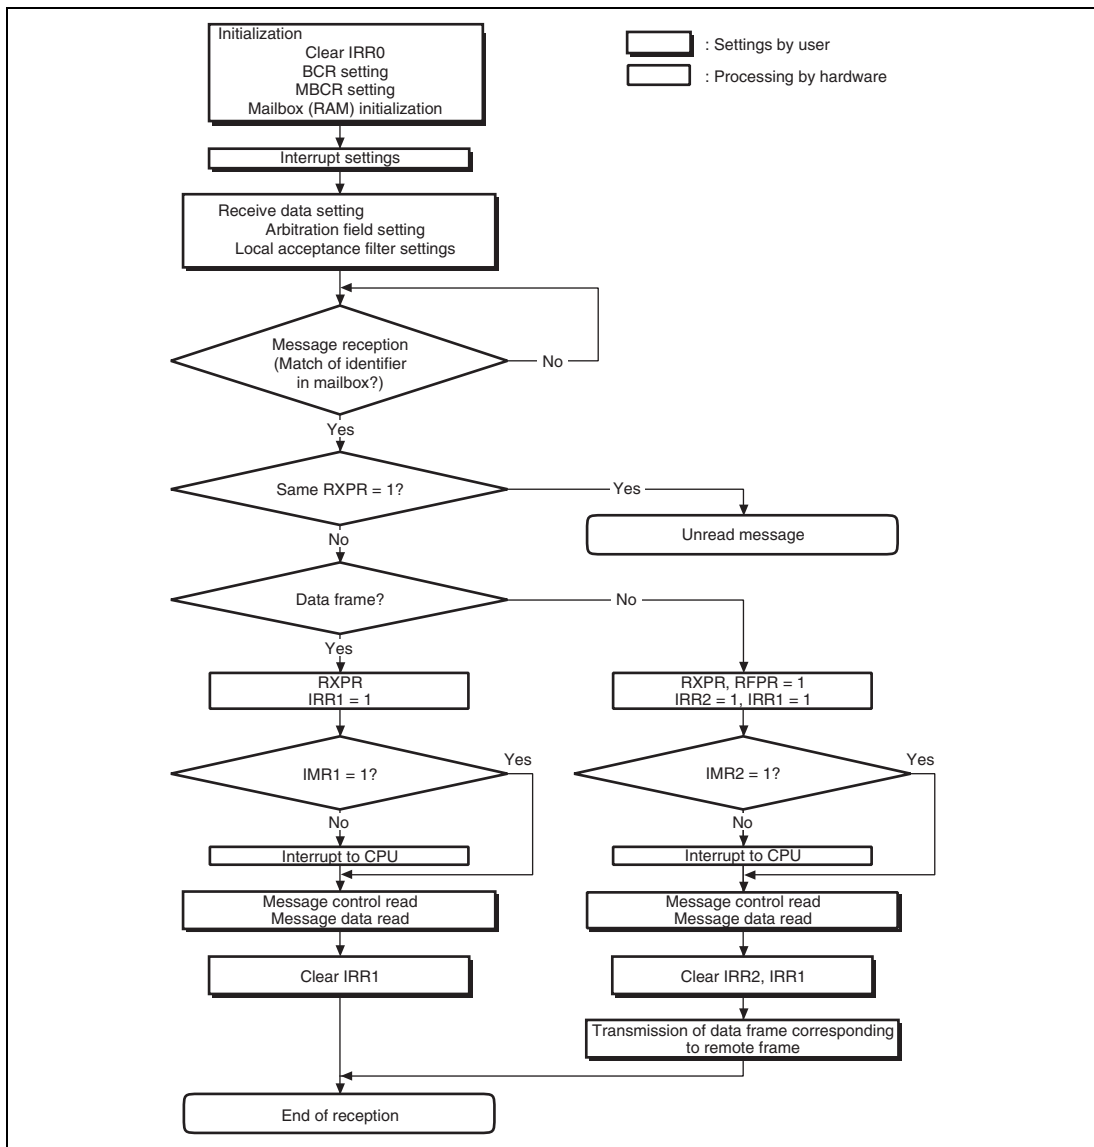 Initialization
Clear IRR0
BCR setting
MBCR setting
Mailbox (RAM) initialization
: Settings by user
: Processing by hardware
Interrupt settings
Receive data setting
Arbitration field setting
Local acceptance filter settings
Message reception
(Match of identifier
in mailbox?)
No
Yes
Same RXPR = 1?
Yes
Unread message
No
Data frame?
No
Yes
RXPR
IRR1 = 1
RXPR, RFPR = 1
IRR2 = 1, IRR1 = 1
IMR1 = 1?
Yes
IMR2 = 1?
Yes
No
No
Interrupt to CPU
Interrupt to CPU
Message control read
Message data read
Message control read
Message data read
Clear IRR1
Clear IRR2, IRR1
Transmission of data frame corresponding
to remote frame
End of reception